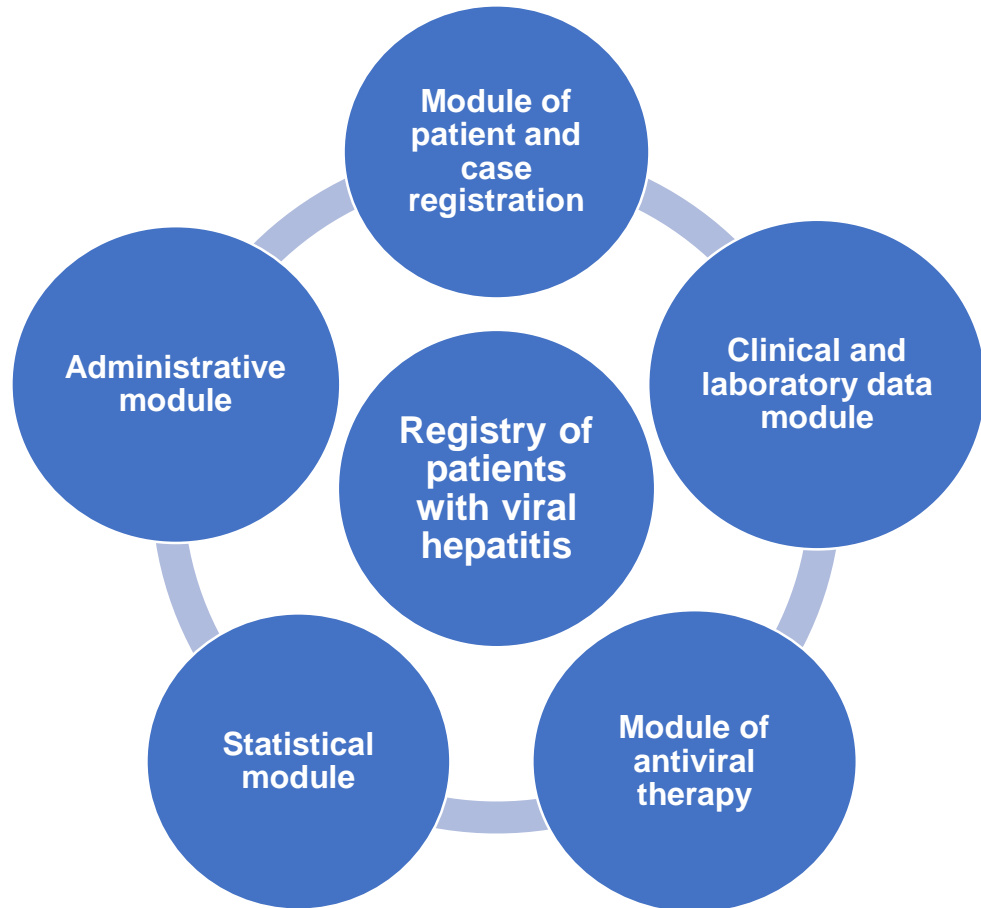 Module of
patient and
case
registration
Clinical and
laboratory data
module
Administrative
module
Registry of
patients
with viral
hepatitis
Module of
antiviral
therapy
Statistical
module